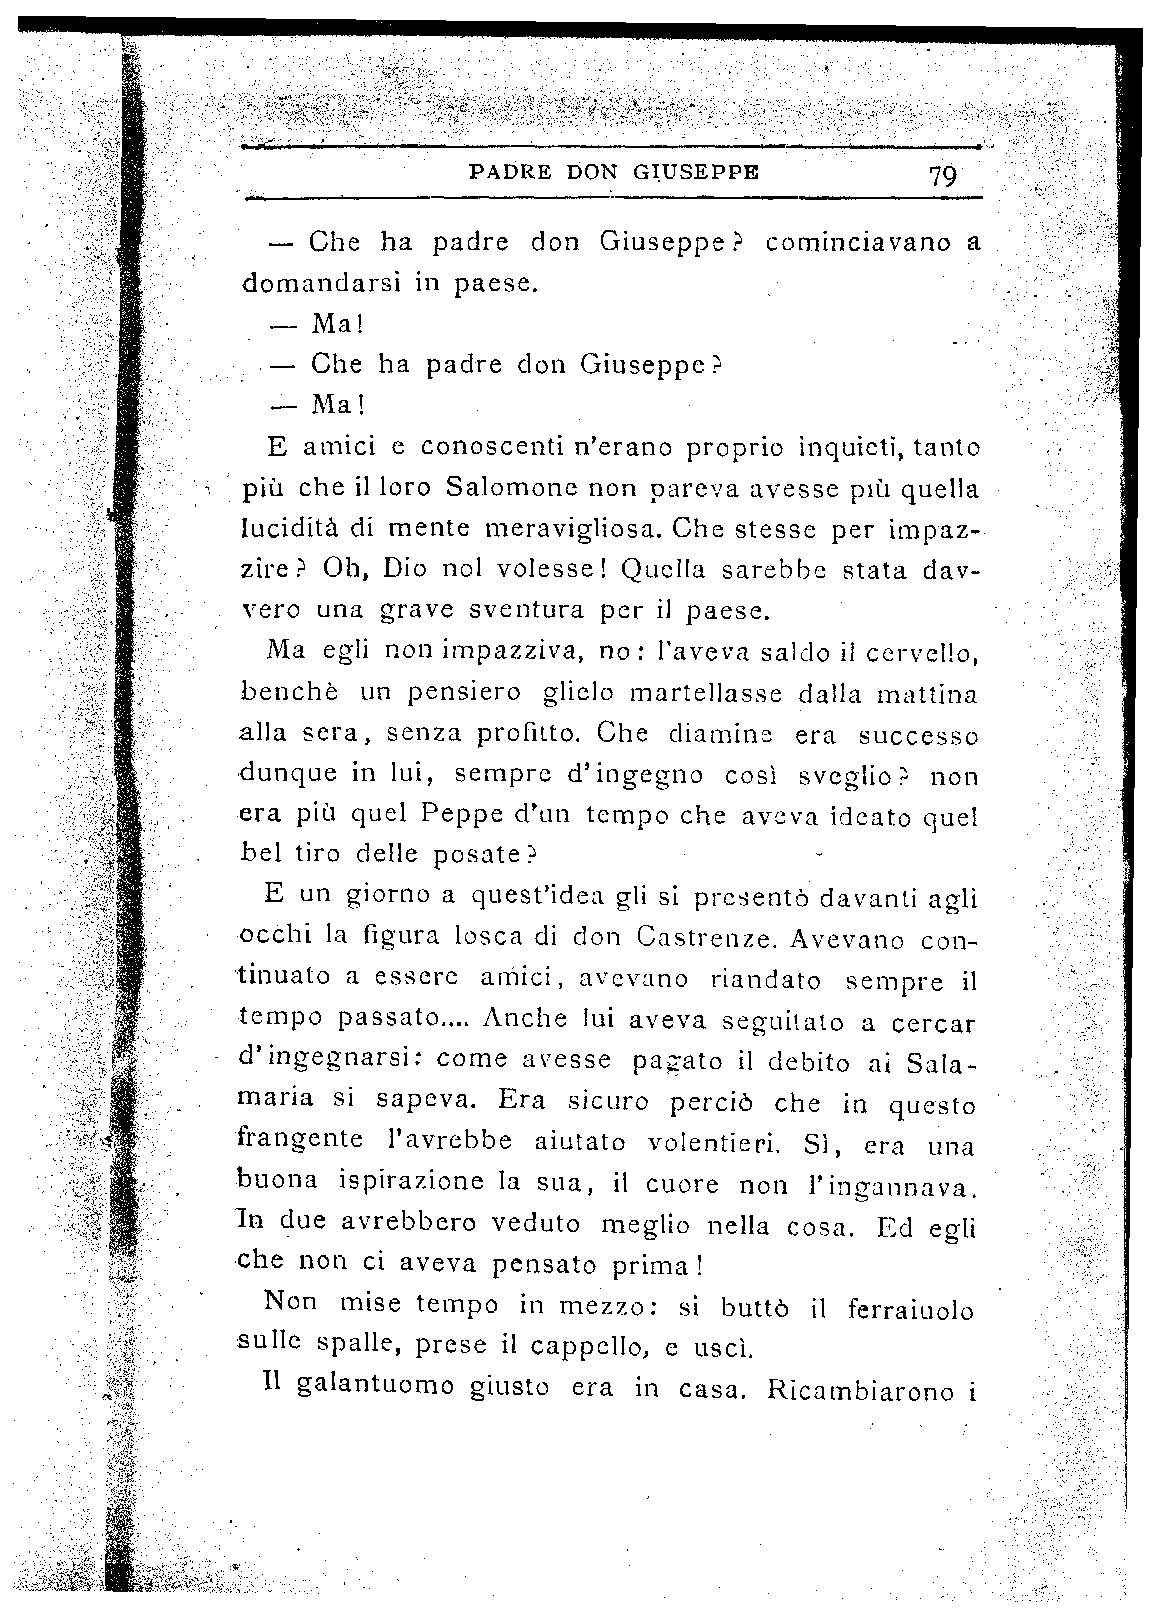 PADRE DON GIUSEPPE 79
— Che ha padre don Giuseppe? cominciavano a
domandarsi in paese.
— Ma!
— Che ha padre don Giuseppe?
— Ma!
E amici e conoscenti n'erano proprio inquieti, tanto
più che il loro Salomone non pareva avesse più quella
lucidità di mente meravigliosa. Che stesse per impaz-
zire? Oh, Dio nol volesse! Quella sarebbe stata dav-
vero una grave sventura per il paese.
Ma egli non impazziva, no: l'aveva saldo il cervello,
benchè un pensiero glielo martellasse dalla mattina
alla sera, senza profitto. Che diamine era successo
dunque in lui, sempre d'ingegno così sveglio? non
era più quel Peppe d'un tempo che aveva ideato quel
bel tiro delle posate?
E un giorno a quest'idea gli si presentò davanti agli
occhi la figura losca di don Castrenze. Avevano con-
tinuato a essere amici, avevano riandato sempre il
tempo passato.... Anche lui aveva seguitato a cercar
d'ingegnarsi: come avesse pagato il debito ai Sala-
maria si sapeva. Era sicuro perciò che in questo
frangente l'avrebbe aiutato volentieri. Sì, era una
buona ispirazione la sua, il cuore non l'ingannava.
In due avrebbero veduto meglio nella cosa. Ed egli
che non ci aveva pensato prima!
Non mise tempo in mezzo: si buttò il ferraiuolo
sulle spalle, prese il cappello, e uscì.
Il galantuomo giusto era in casa. Ricambiarono i